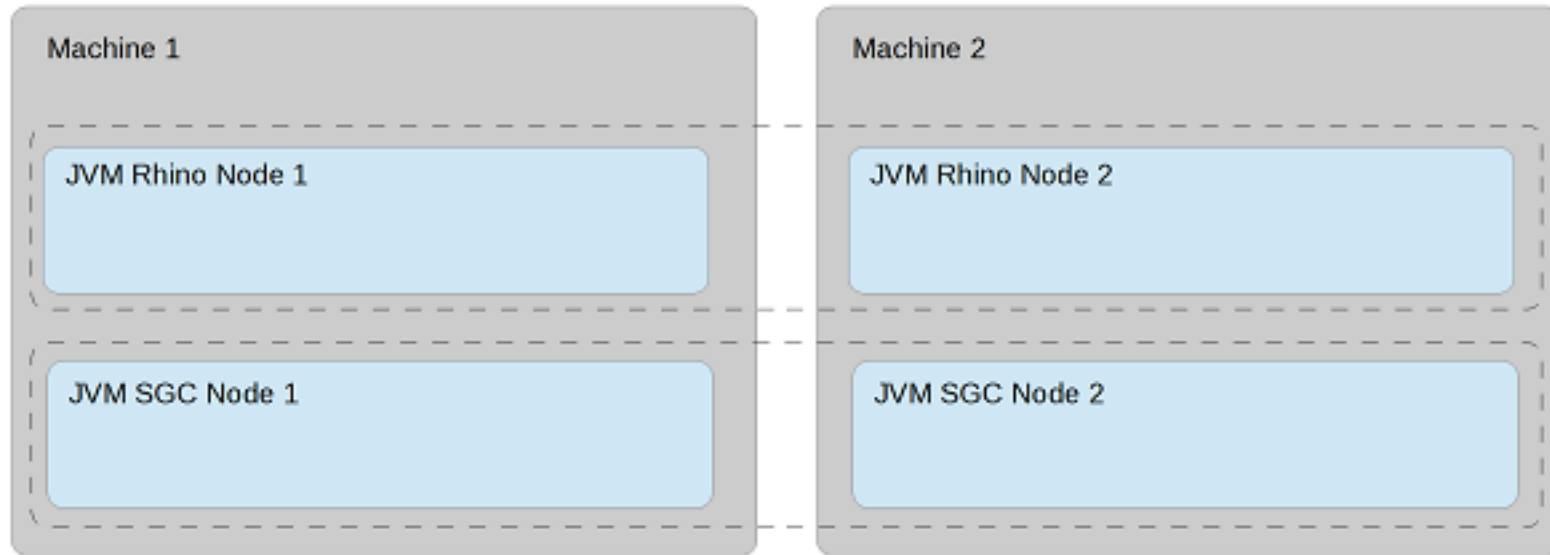 Machine 1
Machine 2
JVM Rhino Node 1
JVM Rhino Node 2
JVM SGC Node 1
JVM SGC Node 2